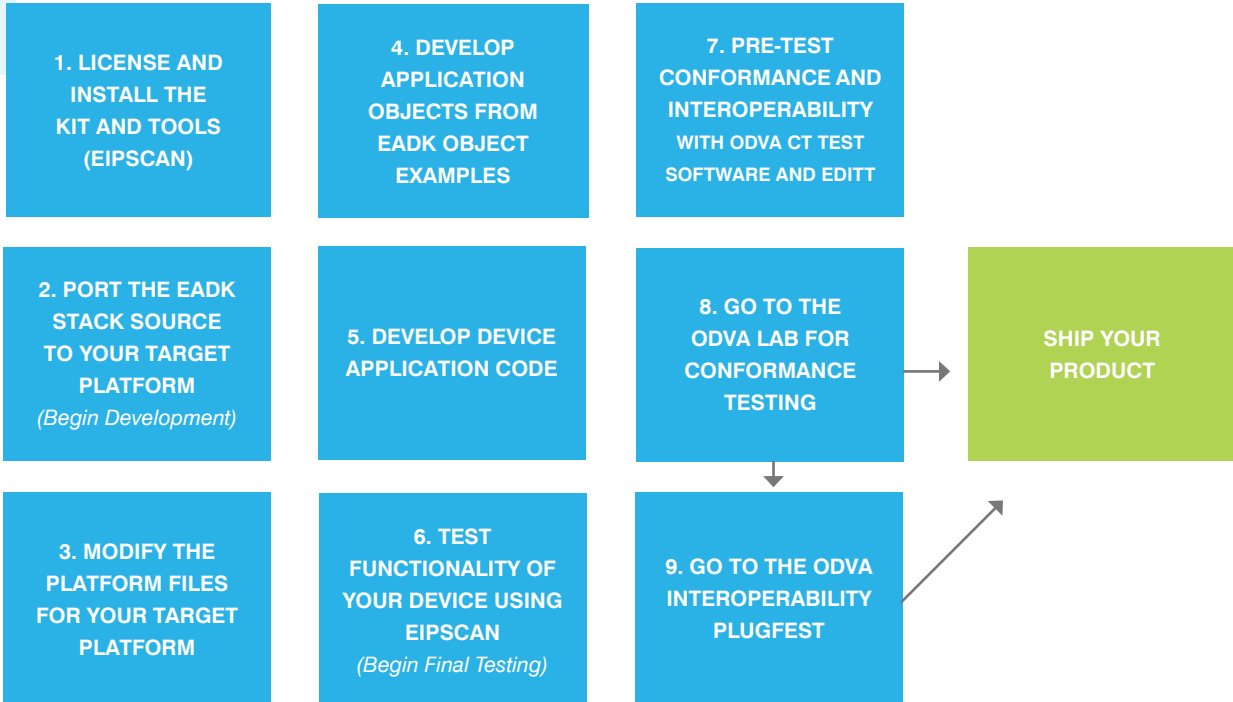 1. LICENSE AND
INSTALL THE
KIT AND TOOLS
(EIPSCAN)
2. PORT THE EADK
STACK SOURCE
TO YOUR TARGET
PLATFORM
(Begin Development)
3. MODIFY THE
PLATFORM FILES
FOR YOUR TARGET
PLATFORM
4. DEVELOP
APPLICATION
OBJECTS FROM
EADK OBJECT
EXAMPLES
5. DEVELOP DEVICE
APPLICATION CODE
6. TEST
FUNCTIONALITY OF
YOUR DEVICE USING
EIPSCAN
(Begin Final Testing)
7. PRE-TEST
CONFORMANCE AND
INTEROPERABILITY
WITH ODVA CT TEST
SOFTWARE AND EDITT
8. GO TO THE
ODVA LAB FOR
CONFORMANCE
TESTING
9. GO TO THE ODVA
INTEROPERABILITY
PLUGFEST
SHIP YOUR
PRODUCT